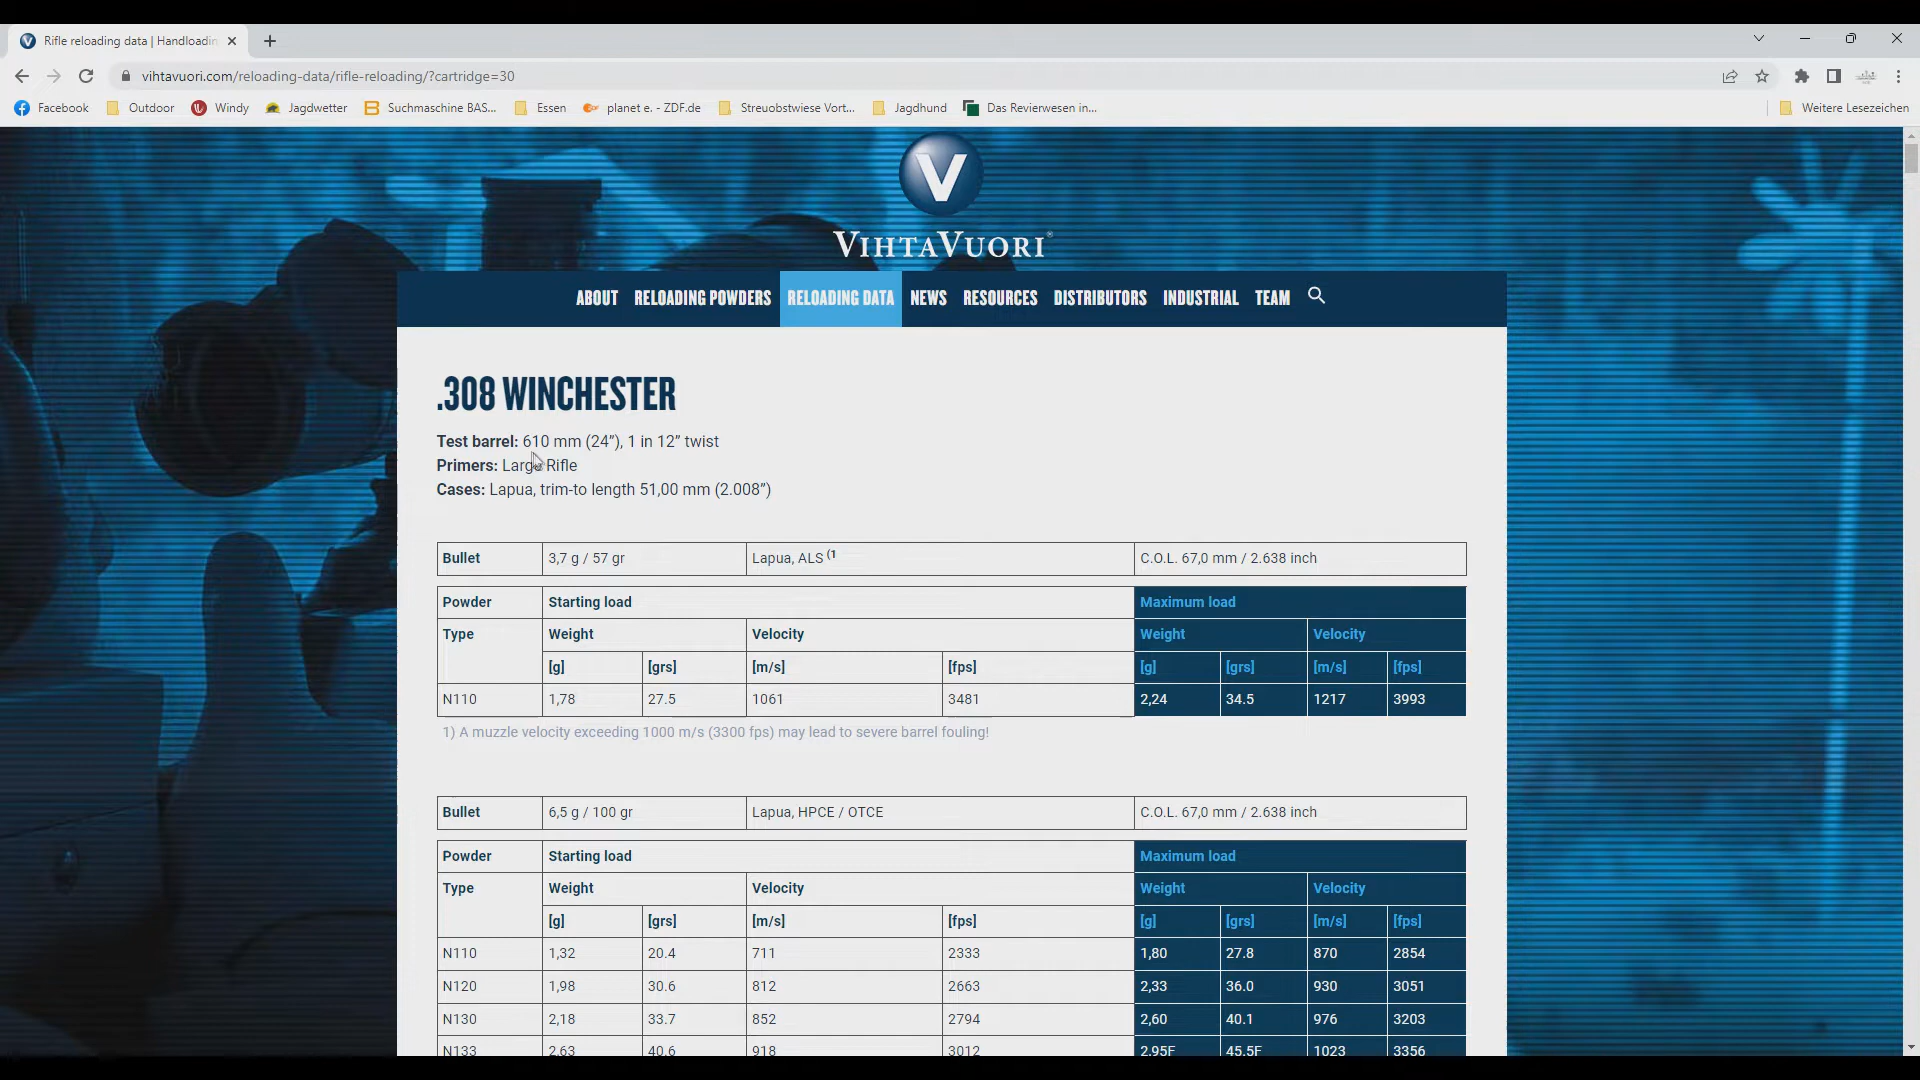 Rifle reloading data | Handloadin
vihtavuori.com/reloading-data/rifle-reloading/?cartridge=30
Facebook Outdoor Windy Jagdwetter Suchmaschine BAS... Essen planet e. - ZDF.de Streuobstwiese Vort... Jagdhund Das Revierwesen in... Weitere Lesezeichen
V
VIHTAVUORI®
ABOUT RELOADING POWDERS RELOADING DATA NEWS RESOURCES DISTRIBUTORS INDUSTRIAL TEAM
.308 WINCHESTER
Test barrel: 610 mm (24”), 1 in 12” twist
Primers: Large Rifle
Cases: Lapua, trim-to length 51,00 mm (2.008”)
Bullet 3,7 g / 57 gr Lapua, ALS (1 C.O.L. 67,0 mm / 2.638 inch
Powder Starting load Maximum load
Type Weight Velocity Weight Velocity
[g] [grs] [m/s] [fps] [g] [grs] [m/s] [fps]
N110 1,78 27.5 1061 3481 2,24 34.5 1217 3993
1) A muzzle velocity exceeding 1000 m/s (3300 fps) may lead to severe barrel fouling!
Bullet 6,5 g / 100 gr Lapua, HPCE / OTCE C.O.L. 67,0 mm / 2.638 inch
Powder Starting load Maximum load
Type Weight Velocity Weight Velocity
[g] [grs] [m/s] [fps] [g] [grs] [m/s] [fps]
N110 1,32 20.4 711 2333 1,80 27.8 870 2854
N120 1,98 30.6 812 2663 2,33 36.0 930 3051
N130 2,18 33.7 852 2794 2,60 40.1 976 3203
N133 2,63 40.6 918 3012 2,95F 45.5F 1023 3356